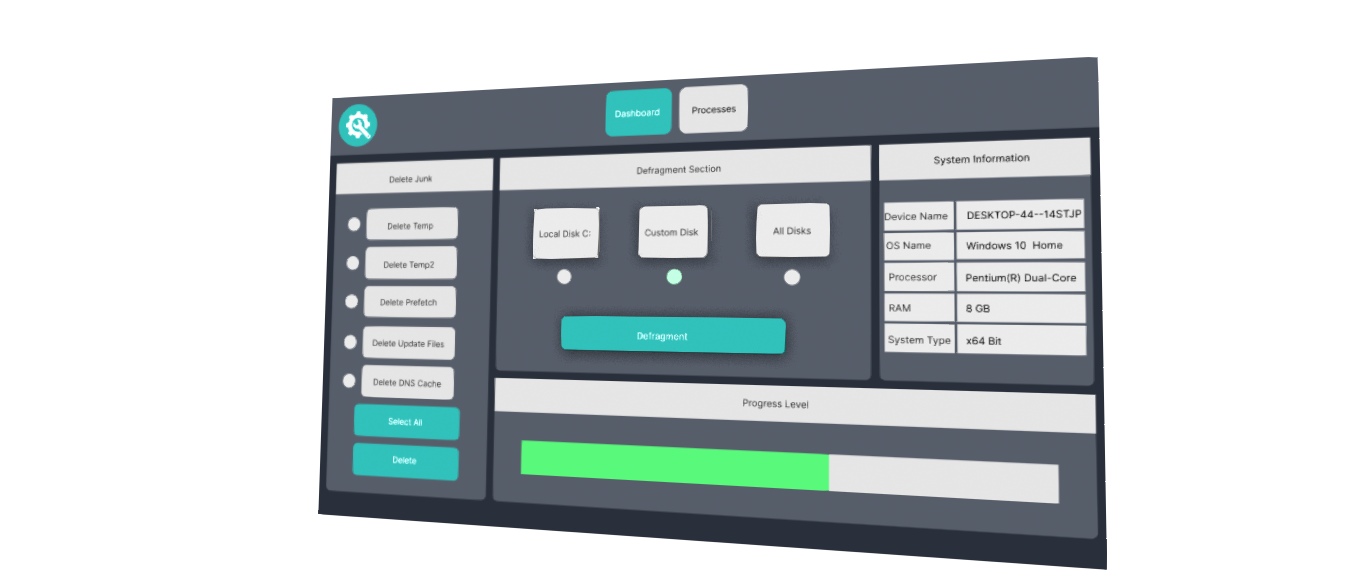 Dashboard
Processes
Delete Junk
Delete Temp
Delete Temp2
Delete Prefetch
Delete Update Files
Delete DNS Cache
Select All
Delete
Defragment Section
Local Disk C:
Custom Disk
All Disks
Defragment
System Information
Device Name DESKTOP-44--14STJP
OS Name Windows 10 Home
Processor Pentium(R) Dual-Core
RAM 8 GB
System Type x64 Bit
Progress Level